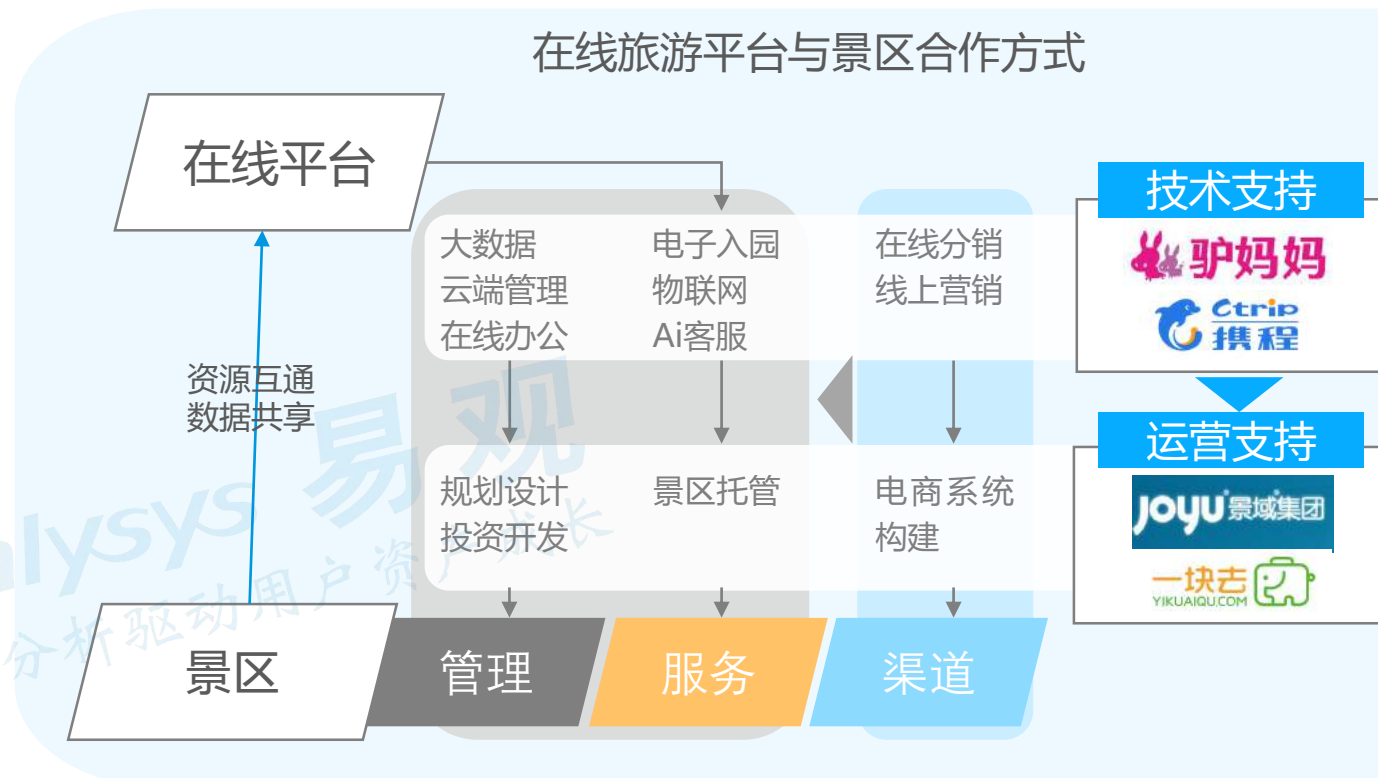 在线旅游平台与景区合作方式
在线平台
技术支持
驴妈妈
Ctrip
携程
大数据
云端管理
在线办公
电子入园
物联网
Ai客服
在线分销
线上营销
资源互通
数据共享
运营支持
JOYU景域集团
一块去
YIKUAIQU.COM
规划设计
投资开发
景区托管
电商系统
构建
alysys 易观
分析驱动用户资产成长
景区
管理
服务
渠道